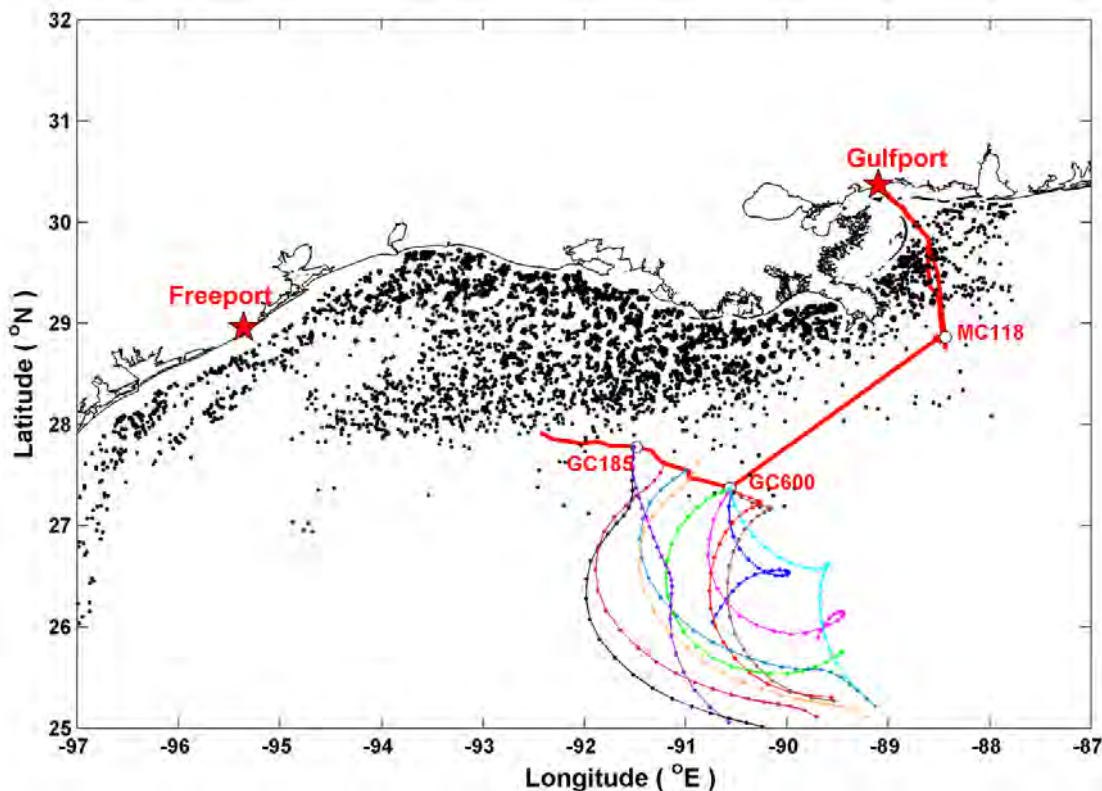 32
31
30
29
28
27
26
25
Latitude ( °N )
Gulfport
Freeport
MC118
GC185
GC600
-97 -96 -95 -94 -93 -92 -91 -90 -89 -88 -87
Longitude ( °E )